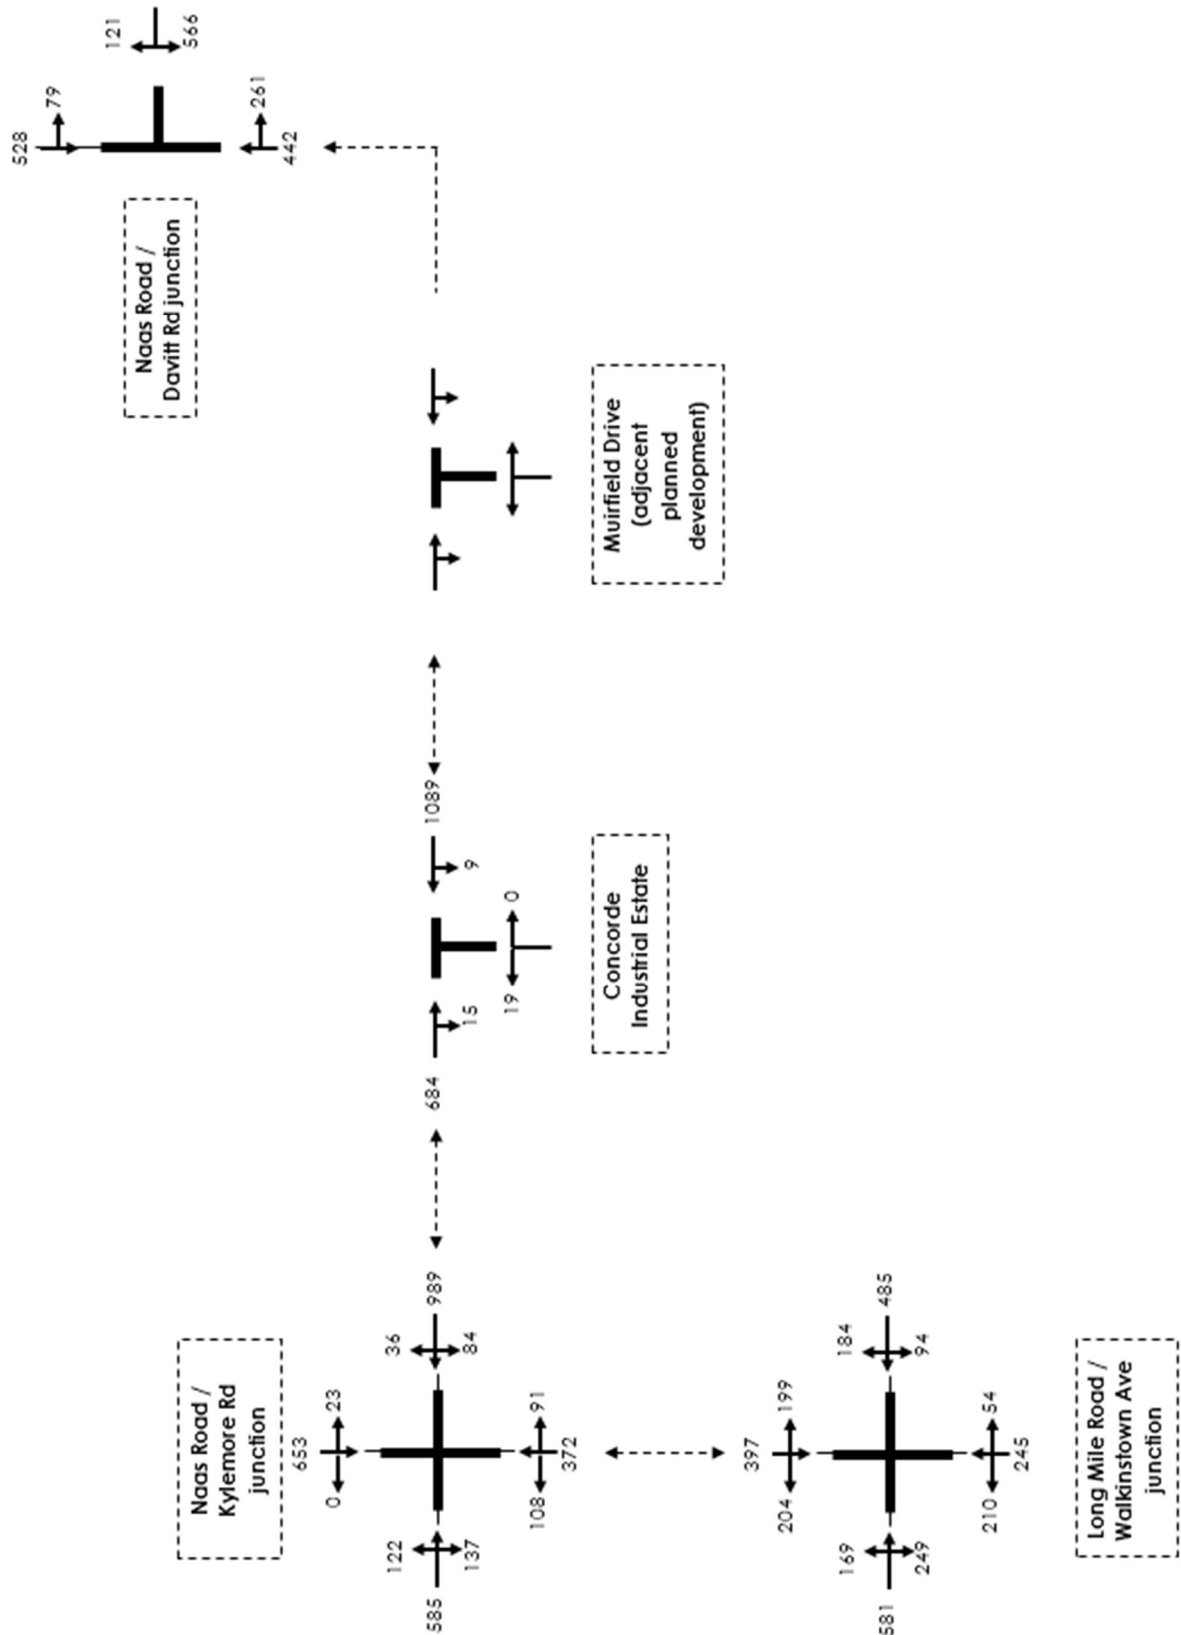 528
79
121
566
261
442
Naas Road /
Davitt Rd junction
Muirfield Drive
(adjacent
planned
development)
1089
9
0
19
15
684
Concorde
Industrial Estate
Naas Road /
Kylemore Rd
junction
653
0
23
36
989
84
122
585
137
108
91
372
397
204
199
184
485
94
169
581
249
210
54
245
Long Mile Road /
Walkinstown Ave
junction